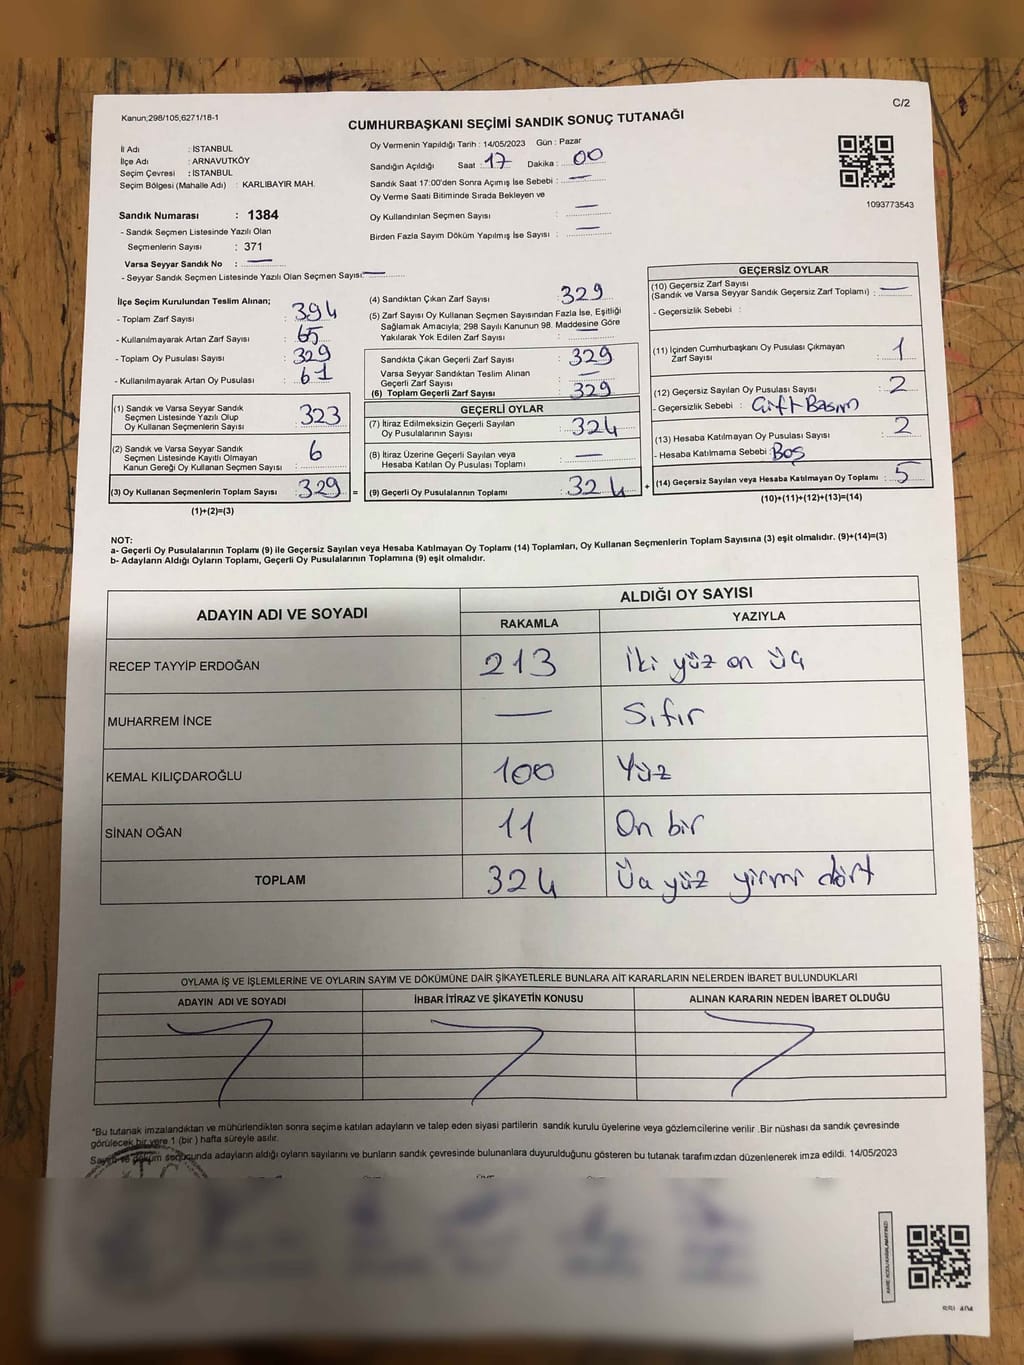 C/2
Kanun;298/105,6271/18-1
CUMHURBAŞKANI SEÇİMİ SANDIK SONUÇ TUTANAĞI
İl Adı : İSTANBUL
İlçe Adı : ARNAVUTKÖY
Seçim Çevresi : İSTANBUL
Seçim Bölgesi (Mahalle Adı) : KARLIBAYIR MAH.
Sandık Numarası : 1384
- Sandık Seçmen Listesinde Yazılı Olan
Seçmenlerin Sayısı : 371
Varsa Seyyar Sandık No : —
- Seyyar Sandık Seçmen Listesinde Yazılı Olan Seçmen Sayısı: —
Oy Vermenin Yapıldığı Tarih : 14/05/2023 Gün : Pazar
Sandığın Açıldığı Saat : 17 Dakika : 00
Sandık Saat 17:00'den Sonra Açılmış İse Sebebi : —
Oy Verme Saati Bitiminde Sırada Bekleyen ve
Oy Kullandırılan Seçmen Sayısı : —
Birden Fazla Sayım Döküm Yapılmış İse Sayısı : —
1093773543
İlçe Seçim Kurulundan Teslim Alınan;
- Toplam Zarf Sayısı : 394
- Kullanılmayarak Artan Zarf Sayısı : 65
- Toplam Oy Pusulası Sayısı : 329
- Kullanılmayarak Artan Oy Pusulası : 61
(1) Sandık ve Varsa Seyyar Sandık
Seçmen Listesinde Yazılı Olup
Oy Kullanan Seçmenlerin Sayısı : 323
(2) Sandık ve Varsa Seyyar Sandık
Seçmen Listesinde Kayıtlı Olmayan
Kanun Gereği Oy Kullanan Seçmen Sayısı : 6
(3) Oy Kullanan Seçmenlerin Toplam Sayısı : 329 =
(1)+(2)=(3)
(4) Sandıktan Çıkan Zarf Sayısı : 329
(5) Zarf Sayısı Oy Kullanan Seçmen Sayısından Fazla İse, Eşitliği
Sağlamak Amacıyla; 298 Sayılı Kanunun 98. Maddesine Göre
Yakılarak Yok Edilen Zarf Sayısı : —
Sandıkta Çıkan Geçerli Zarf Sayısı : 329
Varsa Seyyar Sandıktan Teslim Alınan
Geçerli Zarf Sayısı : —
(6) Toplam Geçerli Zarf Sayısı : 329
GEÇERLİ OYLAR
(7) İtiraz Edilmeksizin Geçerli Sayılan
Oy Pusulalarının Sayısı : 324
(8) İtiraz Üzerine Geçerli Sayılan veya
Hesaba Katılan Oy Pusulası Toplamı : —
(9) Geçerli Oy Pusulalarının Toplamı : 324 +
GEÇERSİZ OYLAR
(10) Geçersiz Zarf Sayısı
(Sandık ve Varsa Seyyar Sandık Geçersiz Zarf Toplamı) : —
- Geçersizlik Sebebi :
(11) İçinden Cumhurbaşkanı Oy Pusulası Çıkmayan
Zarf Sayısı : 1
(12) Geçersiz Sayılan Oy Pusulası Sayısı : 2
- Geçersizlik Sebebi : Çift Basım
(13) Hesaba Katılmayan Oy Pusulası Sayısı : 2
- Hesaba Katılmama Sebebi : Boş
(14) Geçersiz Sayılan veya Hesaba Katılmayan Oy Toplamı : 5
(10)+(11)+(12)+(13)=(14)
NOT:
a- Geçerli Oy Pusulalarının Toplamı (9) ile Geçersiz Sayılan veya Hesaba Katılmayan Oy Toplamı (14) Toplamları, Oy Kullanan Seçmenlerin Toplam Sayısına (3) eşit olmalıdır. (9)+(14)=(3)
b- Adayların Aldığı Oyların Toplamı, Geçerli Oy Pusulalarının Toplamına (9) eşit olmalıdır.
ADAYIN ADI VE SOYADI ALDIĞI OY SAYISI
RAKAMLA YAZIYLA
RECEP TAYYİP ERDOĞAN 213 İki yüz on üç
MUHARREM İNCE — Sıfır
KEMAL KILIÇDAROĞLU 100 Yüz
SİNAN OĞAN 11 On bir
TOPLAM 324 Üç yüz yirmi dört
OYLAMA İŞ VE İŞLEMLERİNE VE OYLARIN SAYIM VE DÖKÜMÜNE DAİR ŞİKAYETLERLE BUNLARA AİT KARARLARIN NELERDEN İBARET BULUNDUKLARI
ADAYIN ADI VE SOYADI İHBAR İTİRAZ VE ŞİKAYETİN KONUSU ALINAN KARARIN NEDEN İBARET OLDUĞU
*Bu tutanak imzalandıktan ve mühürlendikten sonra seçime katılan adayların ve talep eden siyasi partilerin sandık kurulu üyelerine veya gözlemcilerine verilir .Bir nüshası da sandık çevresinde
görülecek bir yere 1 (bir) hafta süreyle asılır.
Sayım ve döküm sonucunda adayların aldığı oyların sayılarını ve bunların sandık çevresinde bulunanlara duyurulduğunu gösteren bu tutanak tarafımızdan düzenlenerek imza edildi. 14/05/2023